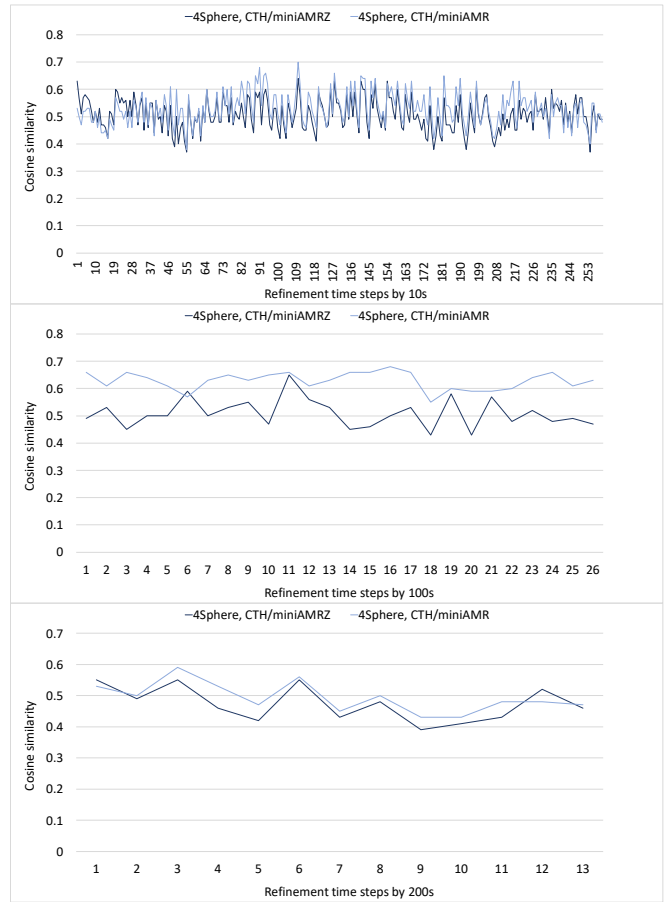 4Sphere, CTH/miniAMRZ 4Sphere, CTH/miniAMR
0.8
0.7
0.6
0.5
0.4
0.3
0.2
0.1
0
Cosine similarity
1 10 19 28 37 46 55 64 73 82 91 100 109 118 127 136 145 154 163 172 181 190 199 208 217 226 235 244 253
Refinement time steps by 10s
4Sphere, CTH/miniAMRZ 4Sphere, CTH/miniAMR
0.8
0.7
0.6
0.5
0.4
0.3
0.2
0.1
0
Cosine similarity
1 2 3 4 5 6 7 8 9 10 11 12 13 14 15 16 17 18 19 20 21 22 23 24 25 26
Refinement time steps by 100s
4Sphere, CTH/miniAMRZ 4Sphere, CTH/miniAMR
0.7
0.6
0.5
0.4
0.3
0.2
0.1
0
Cosine similarity
1 2 3 4 5 6 7 8 9 10 11 12 13
Refinement time steps by 200s